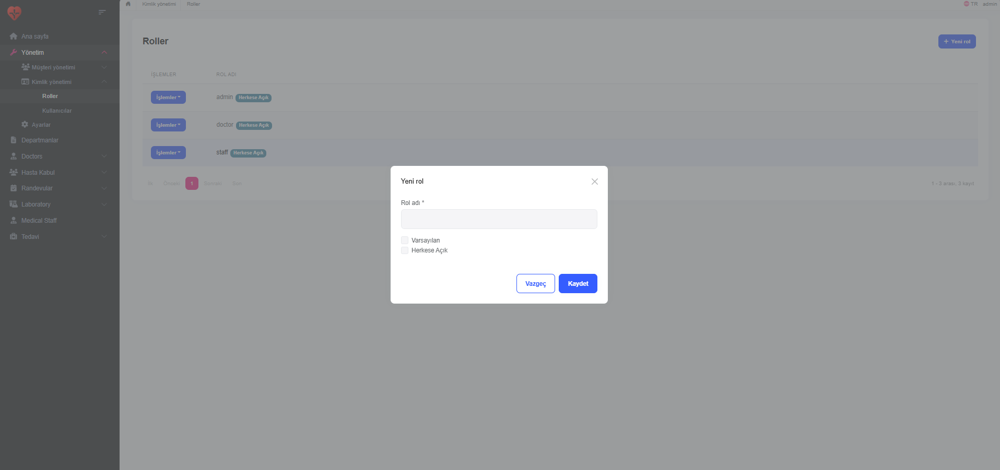 Kimlik yönetimi Roller
TR admin
Ana sayfa
Yönetim
Müşteri yönetimi
Kimlik yönetimi
Roller
Kullanıcılar
Ayarlar
Departmanlar
Doctors
Hasta Kabul
Randevular
Laboratory
Medical Staff
Tedavi
Roller
+ Yeni rol
İŞLEMLER ROL ADI
İşlemler admin Herkese Açık
İşlemler doctor Herkese Açık
İşlemler staff Herkese Açık
İlk Önceki 1 Sonraki Son
1 - 3 arası, 3 kayıt
Yeni rol
Rol adı *
Varsayılan
Herkese Açık
Vazgeç Kaydet